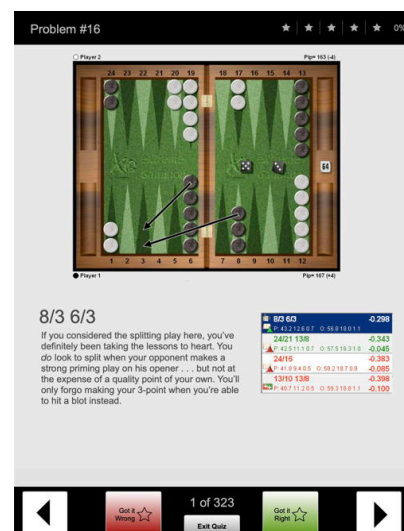 Problem #16
0%
Player 2
Pip= 163 (-4)
24 23 22 21 20 19 18 17 16 15 14 13
64
1 2 3 4 5 6 7 8 9 10 11 12
Player 1
Pip= 167 (+4)
8/3 6/3
If you considered the splitting play here, you've
definitely been taking the lessons to heart. You
do look to split when your opponent makes a
strong priming play on his opener . . . but not at
the expense of a quality point of your own. You'll
only forgo making your 3-point when you're able
to hit a blot instead.
8/3 6/3 -0.298
24/21 13/8 -0.343
-0.045
24/16 -0.383
-0.085
13/10 13/8 -0.398
-0.100
Got it Wrong
1 of 323
Exit Quiz
Got it Right